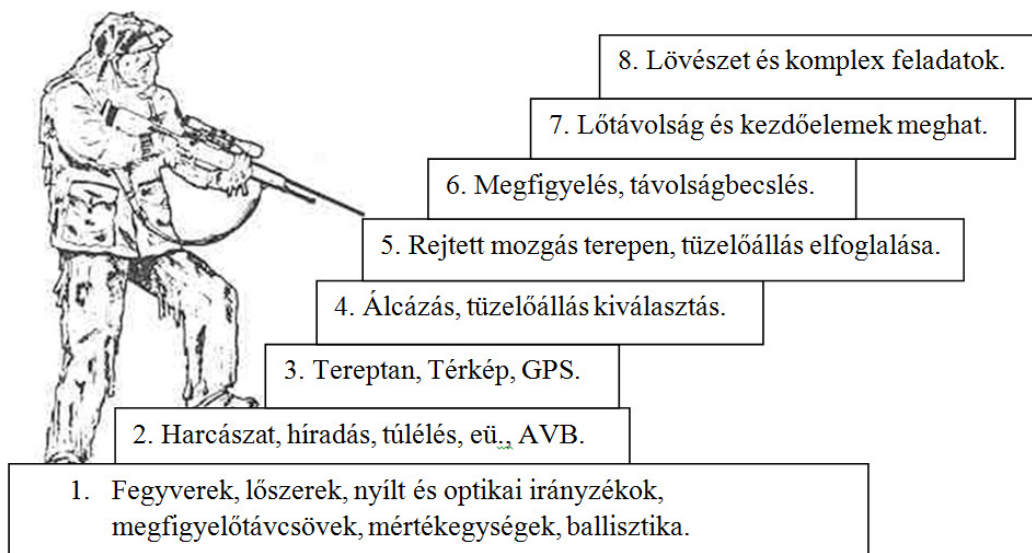 8. Lövészet és komplex feladatok.
7. Lőtávolság és kezdőelemek meghat.
6. Megfigyelés, távolságbecslés.
5. Rejtett mozgás terepen, tüzelőállás elfoglalása.
4. Álcázás, tüzelőállás kiválasztás.
3. Tereptan, Térkép, GPS.
2. Harcászat, híradás, túlélés, eü., AVB.
1. Fegyverek, lőszerek, nyílt és optikai irányzékok,
megfigyelőtávcsövek, mértékegységek, ballisztika.